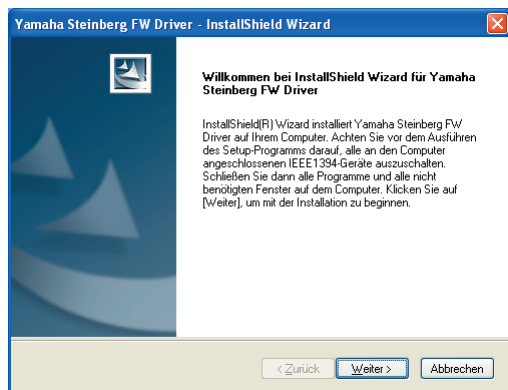 Yamaha Steinberg FW Driver - InstallShield Wizard
Willkommen bei InstallShield Wizard für Yamaha
Steinberg FW Driver
InstallShield(R) Wizard installiert Yamaha Steinberg FW
Driver auf Ihrem Computer. Achten Sie vor dem Ausführen
des Setup-Programms darauf, alle an den Computer
angeschlossenen IEEE1394-Geräte auszuschalten.
Schließen Sie dann alle Programme und alle nicht
benötigten Fenster auf dem Computer. Klicken Sie auf
[Weiter], um mit der Installation zu beginnen.
< Zurück Weiter > Abbrechen